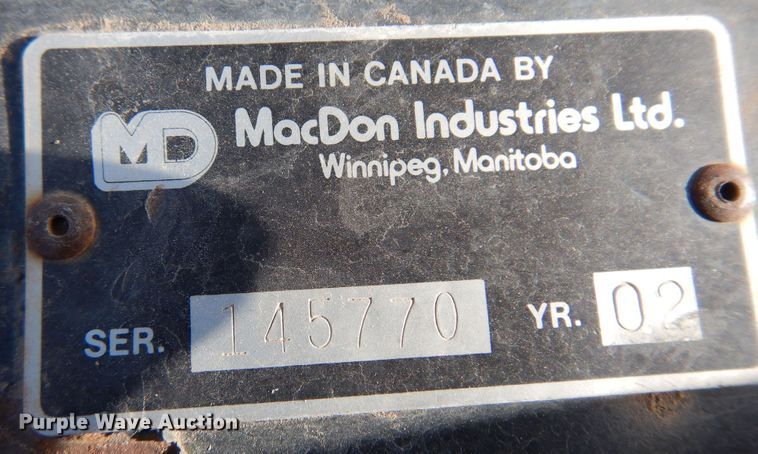 MADE IN CANADA BY
MD MacDon Industries Ltd.
Winnipeg, Manitoba
SER. 145770 YR. 02
Purple Wave Auction